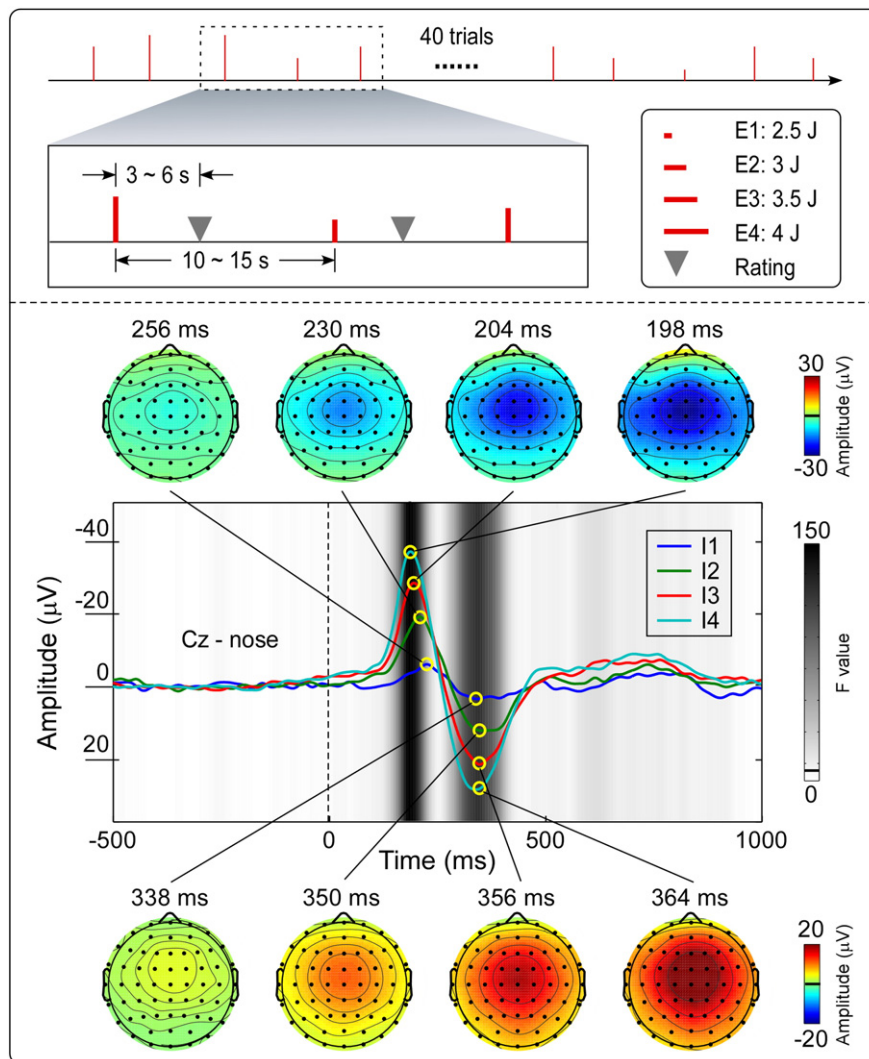 40 trials
......
3 ~ 6 s
10 ~ 15 s
E1: 2.5 J
E2: 3 J
E3: 3.5 J
E4: 4 J
Rating
256 ms
230 ms
204 ms
198 ms
30
-30
Amplitude (μV)
-40
-20
0
20
Amplitude (μV)
Cz - nose
I1
I2
I3
I4
150
0
F value
-500
0
500
1000
Time (ms)
338 ms
350 ms
356 ms
364 ms
20
-20
Amplitude (μV)